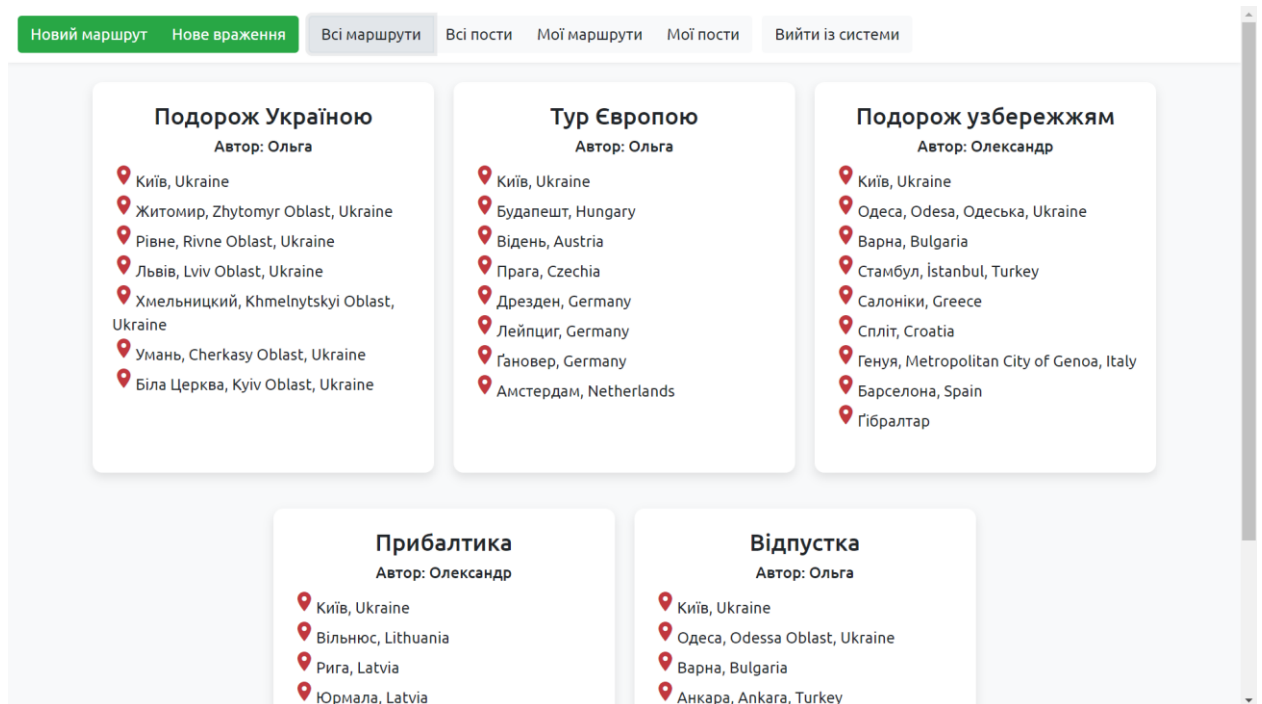 Новий маршрут Нове враження Всі маршрути Всі пости Мої маршрути Мої пости Вийти із системи
Подорож Україною
Автор: Ольга
Київ, Ukraine
Житомир, Zhytomyr Oblast, Ukraine
Рівне, Rivne Oblast, Ukraine
Львів, Lviv Oblast, Ukraine
Хмельницкий, Khmelnytskyi Oblast,
Ukraine
Умань, Cherkasy Oblast, Ukraine
Біла Церква, Kyiv Oblast, Ukraine
Тур Європою
Автор: Ольга
Київ, Ukraine
Будапешт, Hungary
Відень, Austria
Прага, Czechia
Дрезден, Germany
Лейпциг, Germany
Ґановер, Germany
Амстердам, Netherlands
Подорож узбережжям
Автор: Олександр
Київ, Ukraine
Одеса, Odesa, Одеська, Ukraine
Варна, Bulgaria
Стамбул, İstanbul, Turkey
Салоніки, Greece
Спліт, Croatia
Генуя, Metropolitan City of Genoa, Italy
Барселона, Spain
Ґібралтар
Прибалтика
Автор: Олександр
Київ, Ukraine
Вільнюс, Lithuania
Рига, Latvia
Юрмала, Latvia
Відпустка
Автор: Ольга
Київ, Ukraine
Одеса, Odessa Oblast, Ukraine
Варна, Bulgaria
Анкара, Ankara, Turkey